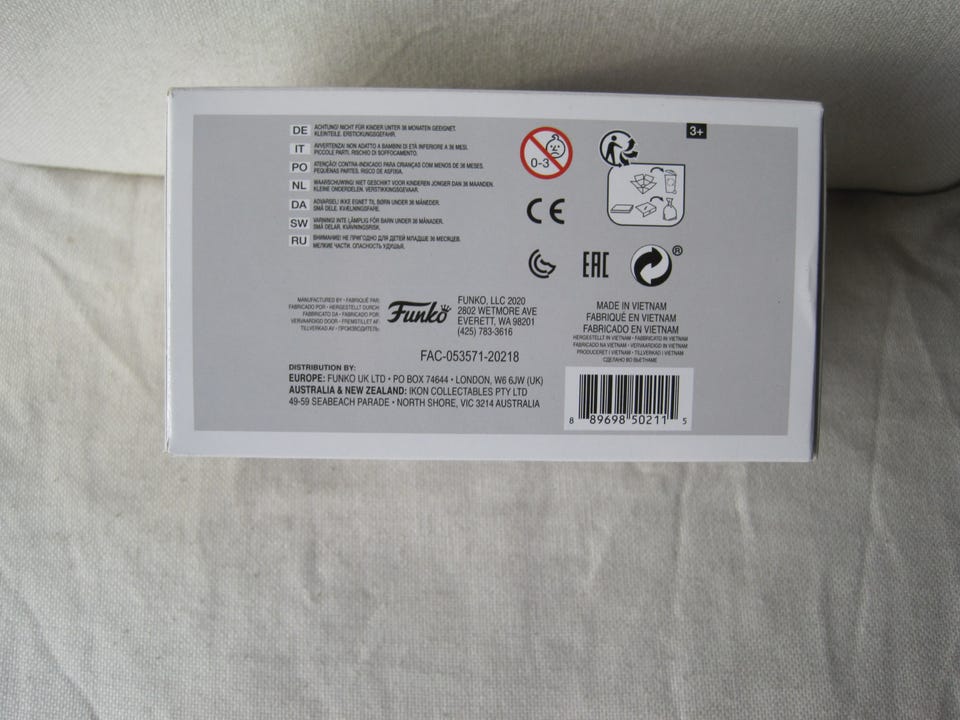 DE ACHTUNG! NICHT FÜR KINDER UNTER 36 MONATEN GEEIGNET.
KLEINTEILE. ERSTICKUNGSGEFAHR.
IT AVVERTENZA! NON ADATTO A BAMBINI DI ETÀ INFERIORE A 36 MESI.
PICCOLE PARTI. RISCHIO DI SOFFOCAMENTO.
PO ATENÇÃO! CONTRA-INDICADO PARA CRIANÇAS COM MENOS DE 36 MESES.
PEQUENAS PARTES. RISCO DE ASFIXIA.
NL WAARSCHUWING! NIET GESCHIKT VOOR KINDEREN JONGER DAN 36 MAANDEN.
KLEINE ONDERDELEN. VERSTIKKINGSGEVAAR.
DA ADVARSEL! IKKE EGNET TIL BØRN UNDER 36 MÅNEDER.
SMÅ DELE. KVÆLNINGSFARE.
SW VARNING! INTE LÄMPLIG FÖR BARN UNDER 36 MÅNADER.
SMÅ DELAR. KVÄVNINGSRISK.
RU ВНИМАНИЕ! НЕ ПРИГОДНО ДЛЯ ДЕТЕЙ МЛАДШЕ 36 МЕСЯЦЕВ.
МЕЛКИЕ ЧАСТИ. ОПАСНОСТЬ УДУШЬЯ.
0-3
3+
CE
EAC
®
MANUFACTURED BY • FABRIQUÉ PAR
FABRICADO POR • HERGESTELLT DURCH
FABBRICATO DA • FABRICADO POR
VERVAARDIGD DOOR • FREMSTILLET AF
TILLVERKAD AV • ПРОИЗВОДИТЕЛЬ:
Funko
FUNKO, LLC 2020
2802 WETMORE AVE
EVERETT, WA 98201
(425) 783-3616
FAC-053571-20218
DISTRIBUTION BY:
EUROPE: FUNKO UK LTD • PO BOX 74644 • LONDON, W6 6JW (UK)
AUSTRALIA & NEW ZEALAND: IKON COLLECTABLES PTY LTD
49-59 SEABEACH PARADE • NORTH SHORE, VIC 3214 AUSTRALIA
MADE IN VIETNAM
FABRIQUÉ EN VIETNAM
FABRICADO EN VIETNAM
HERGESTELLT IN VIETNAM • FABBRICATO IN VIETNAM
FABRICADO NA VIETNAM • VERVAARDIGD IN VIETNAM
PRODUCERET I VIETNAM • TILLVERKAD I VIETNAM
СДЕЛАНО ВО ВЬЕТНАМЕ
8 89698 50211 5